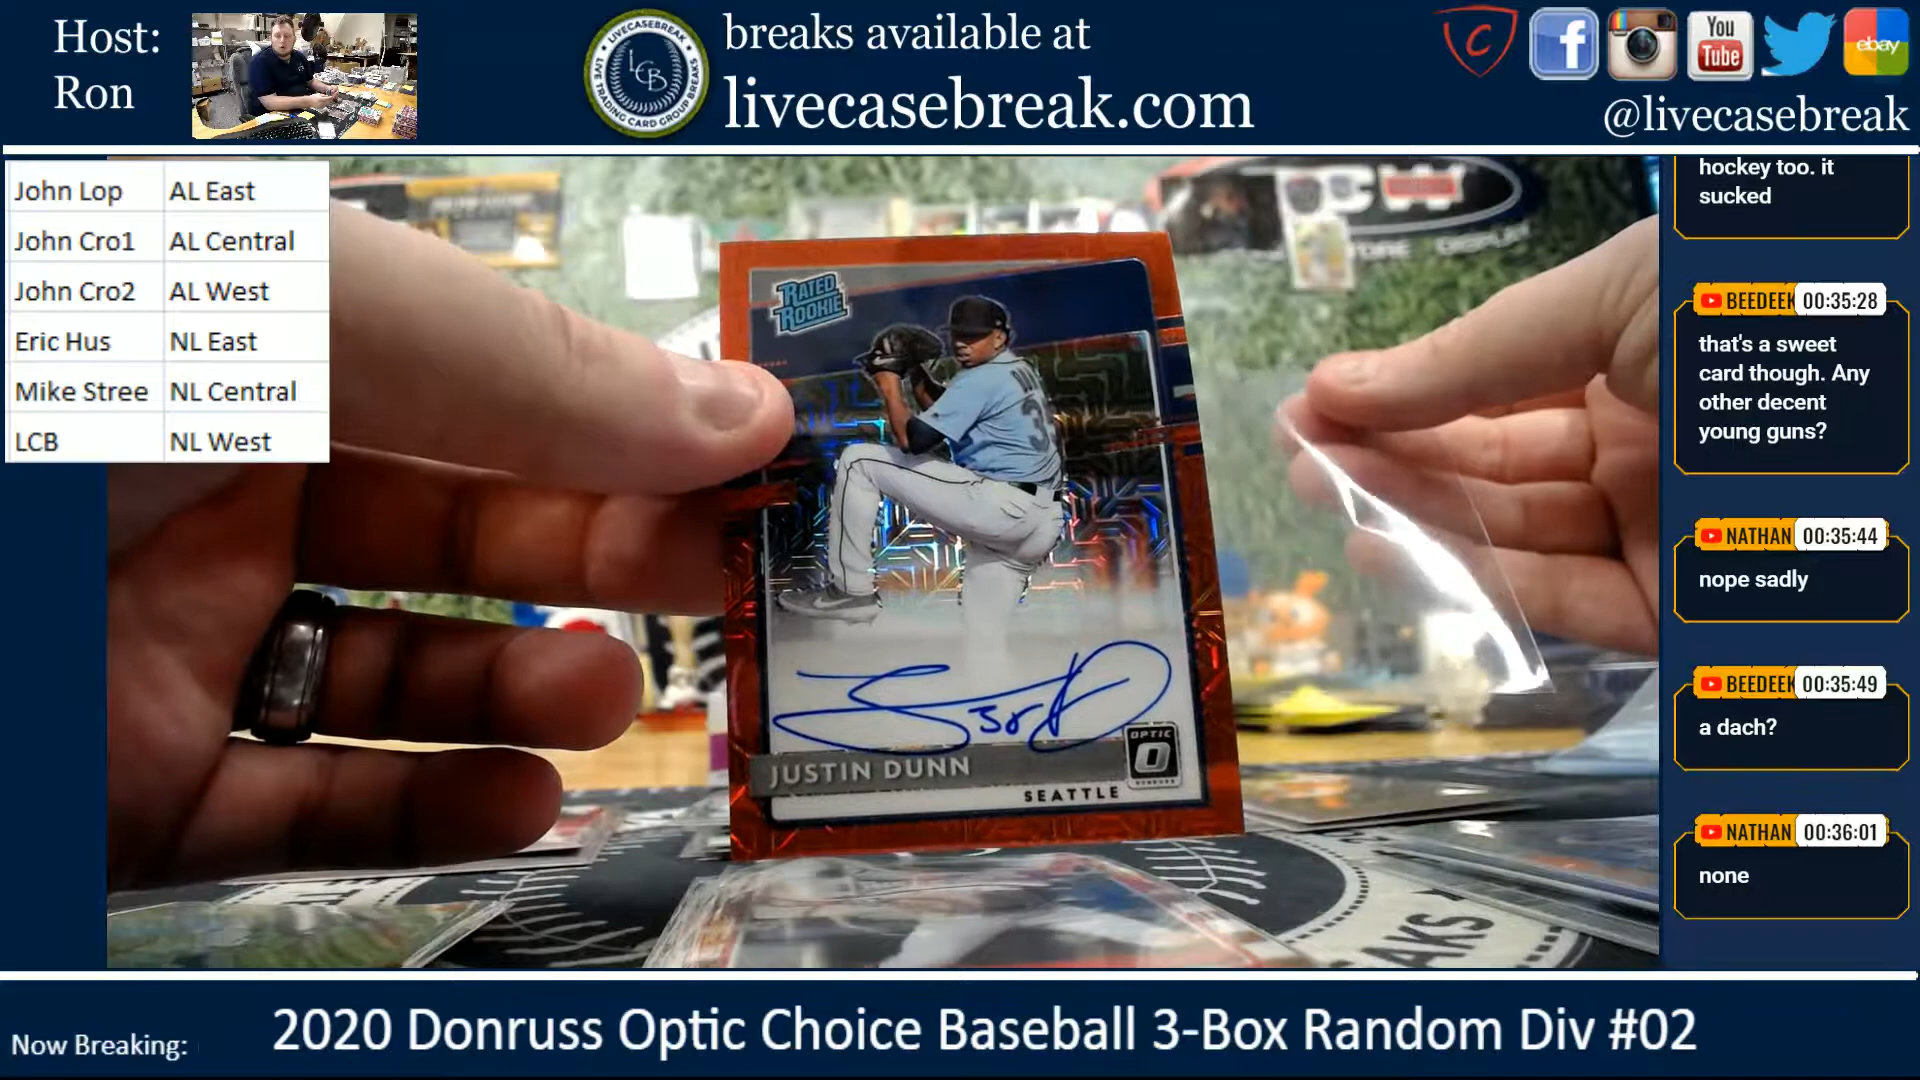 Host:
Ron
LIVECASEBREAK
LCB
LIVE TRADING CARD GROUP BREAKS
breaks available at
livecasebreak.com
C
f
You
Tube
ebay
@livecasebreak
John Lop AL East
John Cro1 AL Central
John Cro2 AL West
Eric Hus NL East
Mike Stree NL Central
LCB NL West
hockey too. it
sucked
BEEDEEK 00:35:28
that's a sweet
card though. Any
other decent
young guns?
NATHAN 00:35:44
nope sadly
BEEDEEK 00:35:49
a dach?
NATHAN 00:36:01
none
RATED
ROOKIE
JUSTIN DUNN
OPTIC
O
DONRUSS
SEATTLE
AKS
Now Breaking:
2020 Donruss Optic Choice Baseball 3-Box Random Div #02